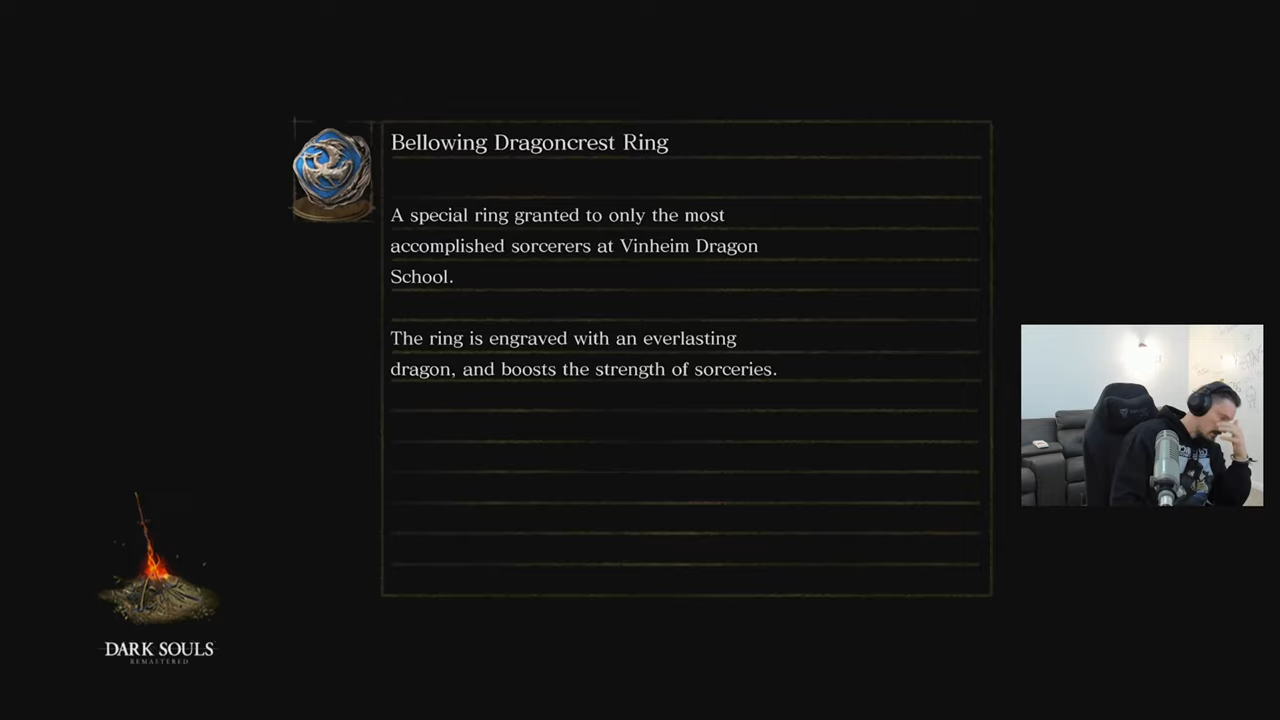 Bellowing Dragoncrest Ring
A special ring granted to only the most
accomplished sorcerers at Vinheim Dragon
School.
The ring is engraved with an everlasting
dragon, and boosts the strength of sorceries.
DARK SOULS
REMASTERED